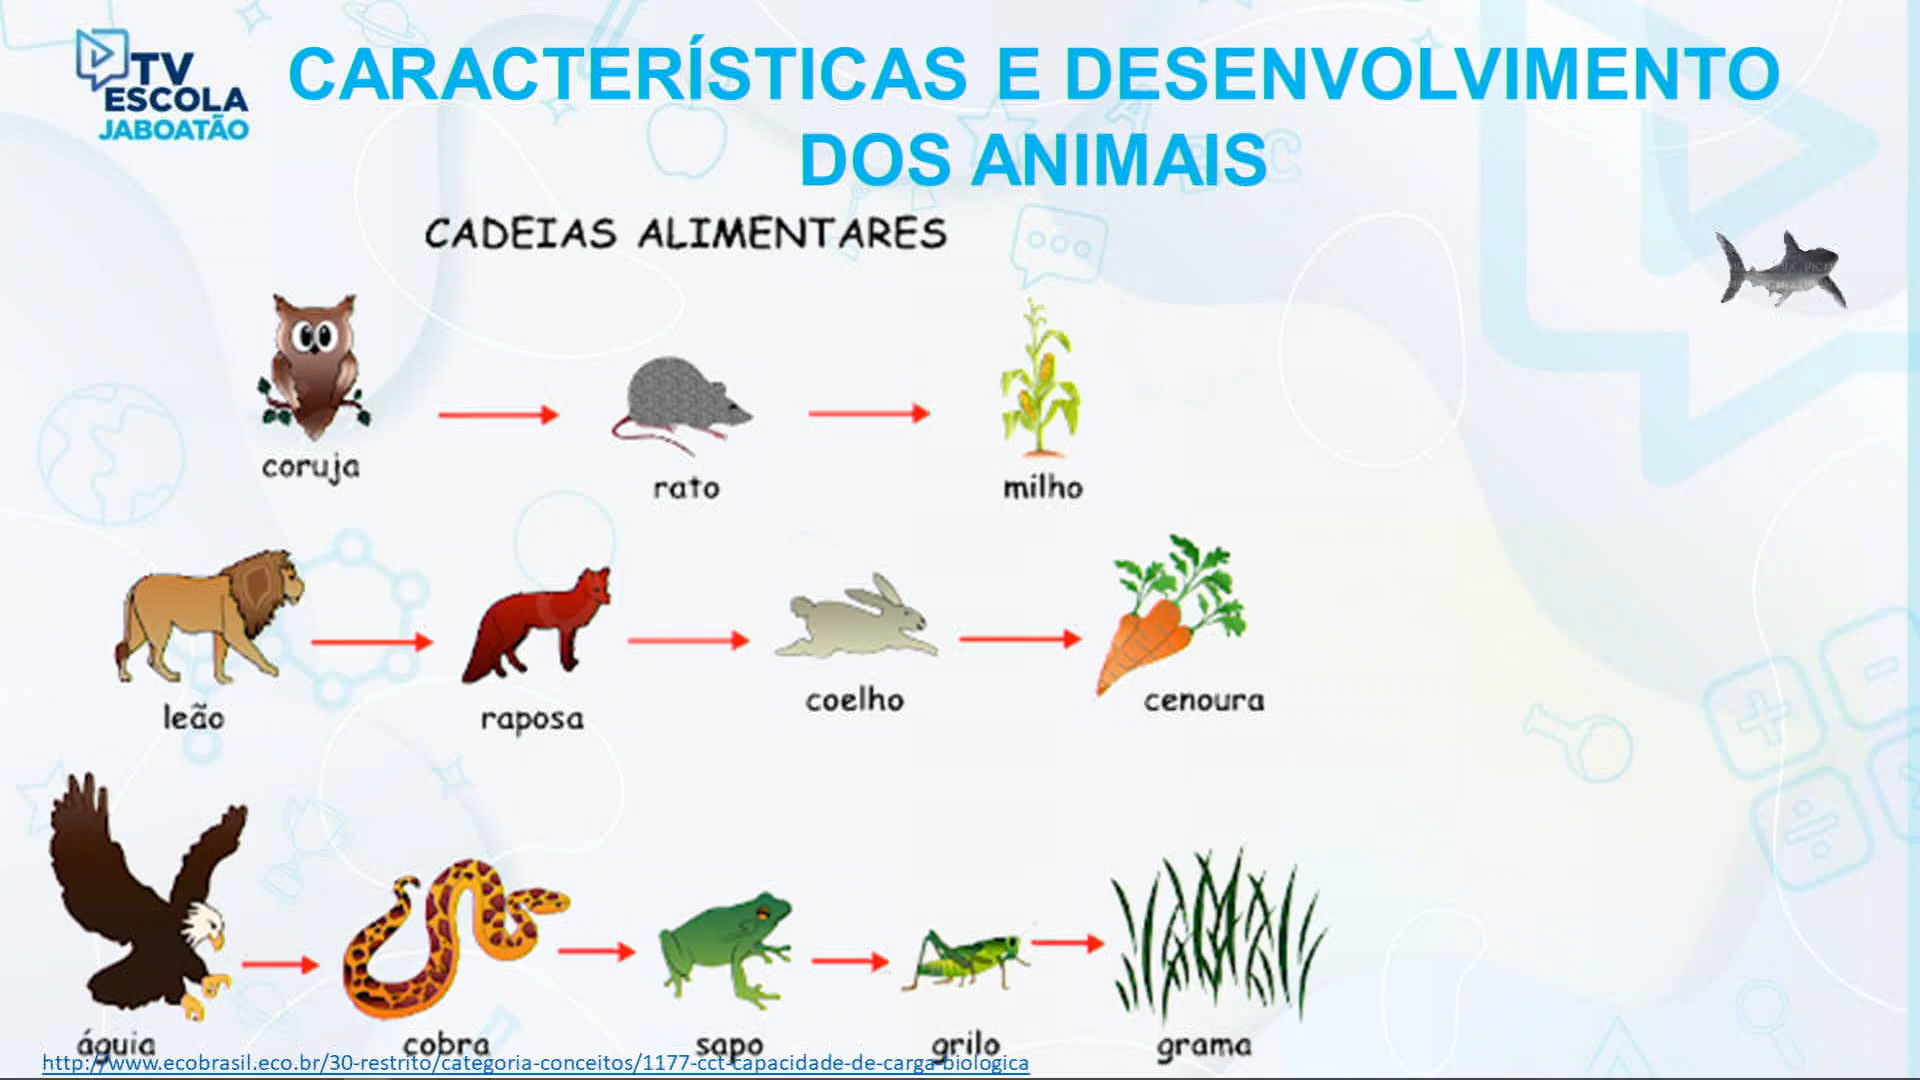 TV
ESCOLA
JABOATÃO
CARACTERÍSTICAS E DESENVOLVIMENTO
DOS ANIMAIS
CADEIAS ALIMENTARES
coruja
rato
milho
leão
raposa
coelho
cenoura
águia
cobra
sapo
grilo
grama
http://www.ecobrasil.eco.br/30-restrito/categoria-conceitos/1177-cct-capacidade-de-carga-biologica